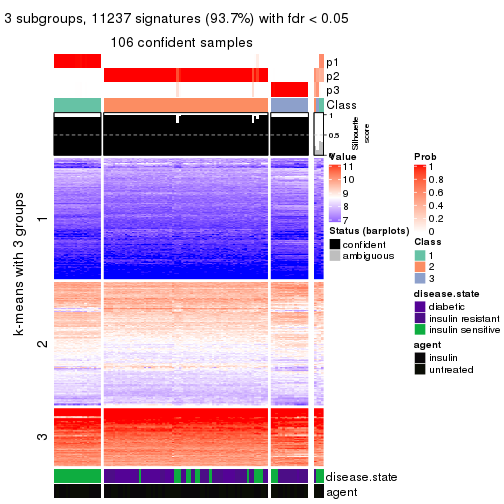 3 subgroups, 11237 signatures (93.7%) with fdr < 0.05
106 confident samples
p1
p2
p3
Class
1
0.5
0
Silhouette
score
k-means with 3 groups
1
2
3
disease.state
agent
Value
11
10
9
8
7
Status (barplots)
confident
ambiguous
Prob
1
0.8
0.6
0.4
0.2
0
Class
1
2
3
disease.state
diabetic
insulin resistant
insulin sensitive
agent
insulin
untreated